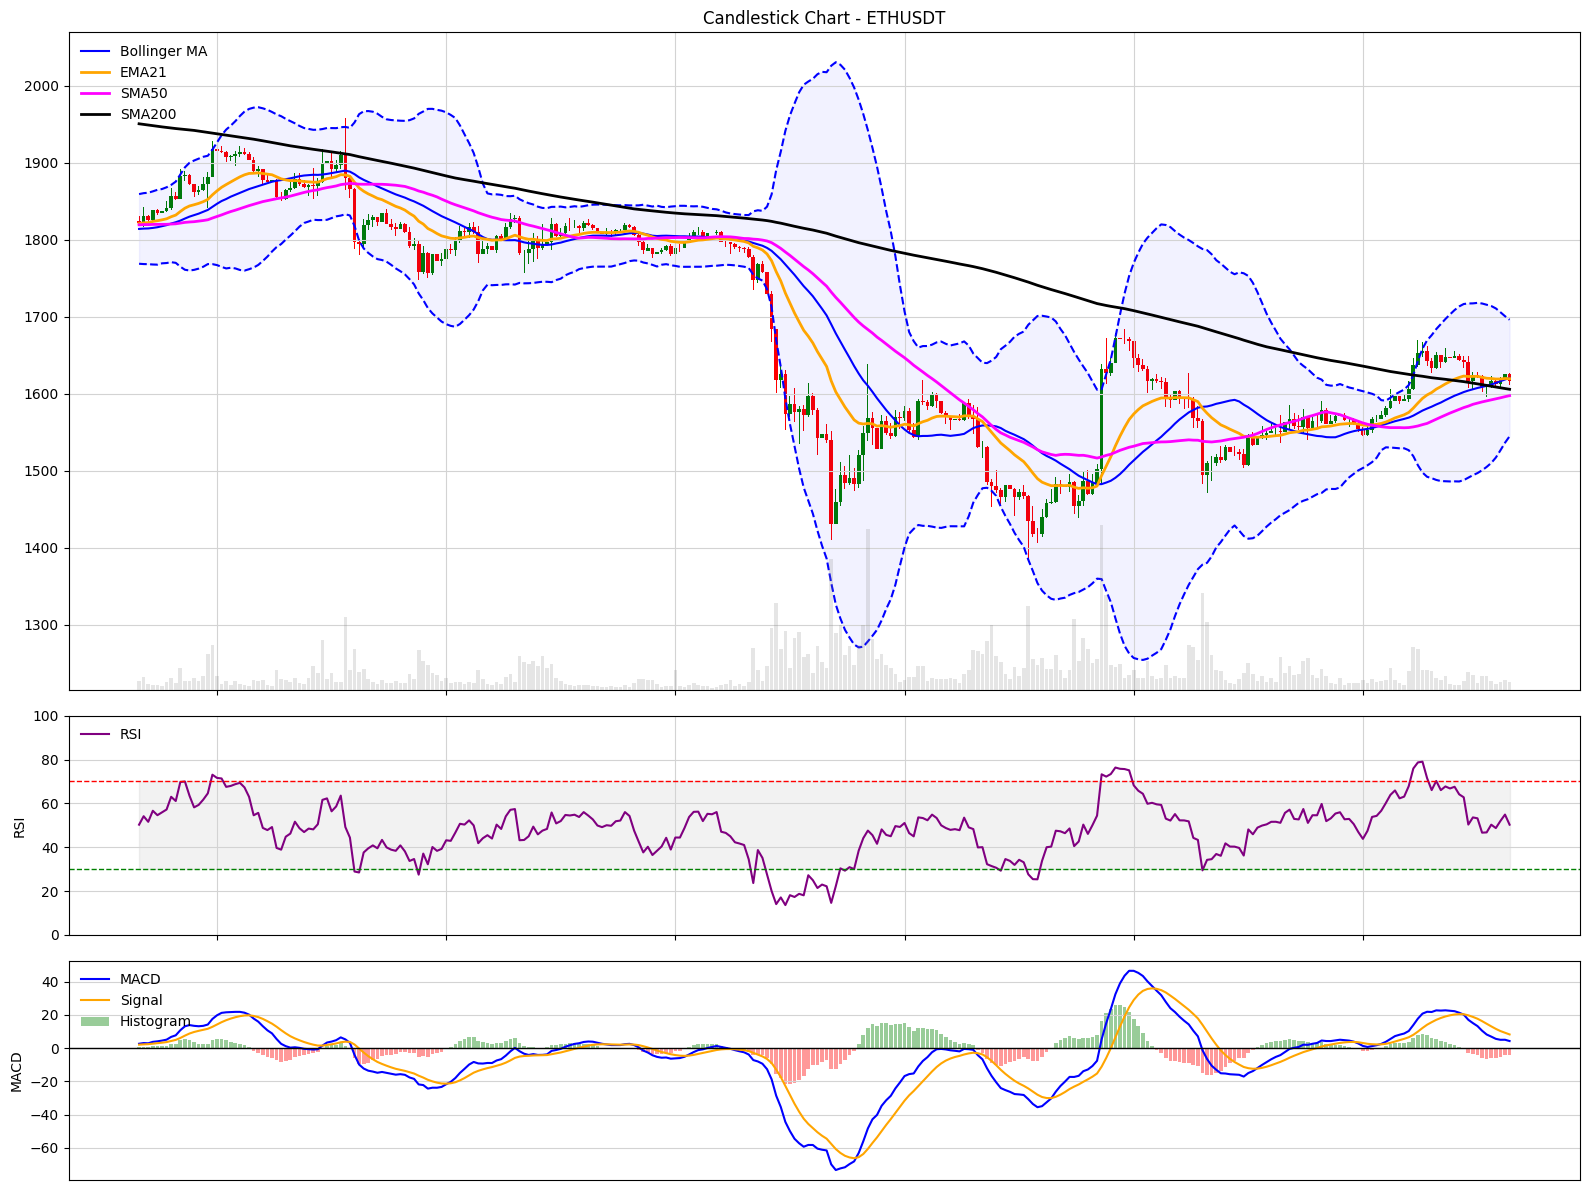 Candlestick Chart - ETHUSDT
Bollinger MA
EMA21
SMA50
SMA200
2000
1900
1800
1700
1600
1500
1400
1300
RSI
100
80
60
40
20
0
RSI
MACD
Signal
Histogram
40
20
0
−20
−40
−60
MACD